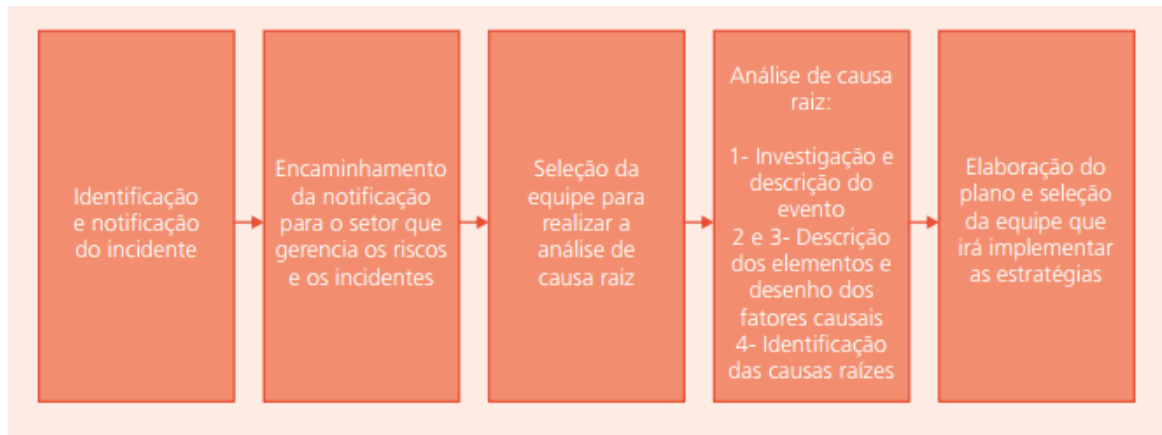 Identificação
e notificação
do incidente
Encaminhamento
da notificação
para o setor que
gerencia os riscos
e os incidentes
Seleção da
equipe para
realizar a
análise de
causa raiz
Análise de causa
raiz:
1- Investigação e
descrição do
evento
2 e 3- Descrição
dos elementos e
desenho dos
fatores causais
4- Identificação
das causas raízes
Elaboração do
plano e seleção
da equipe que
irá implementar
as estratégias